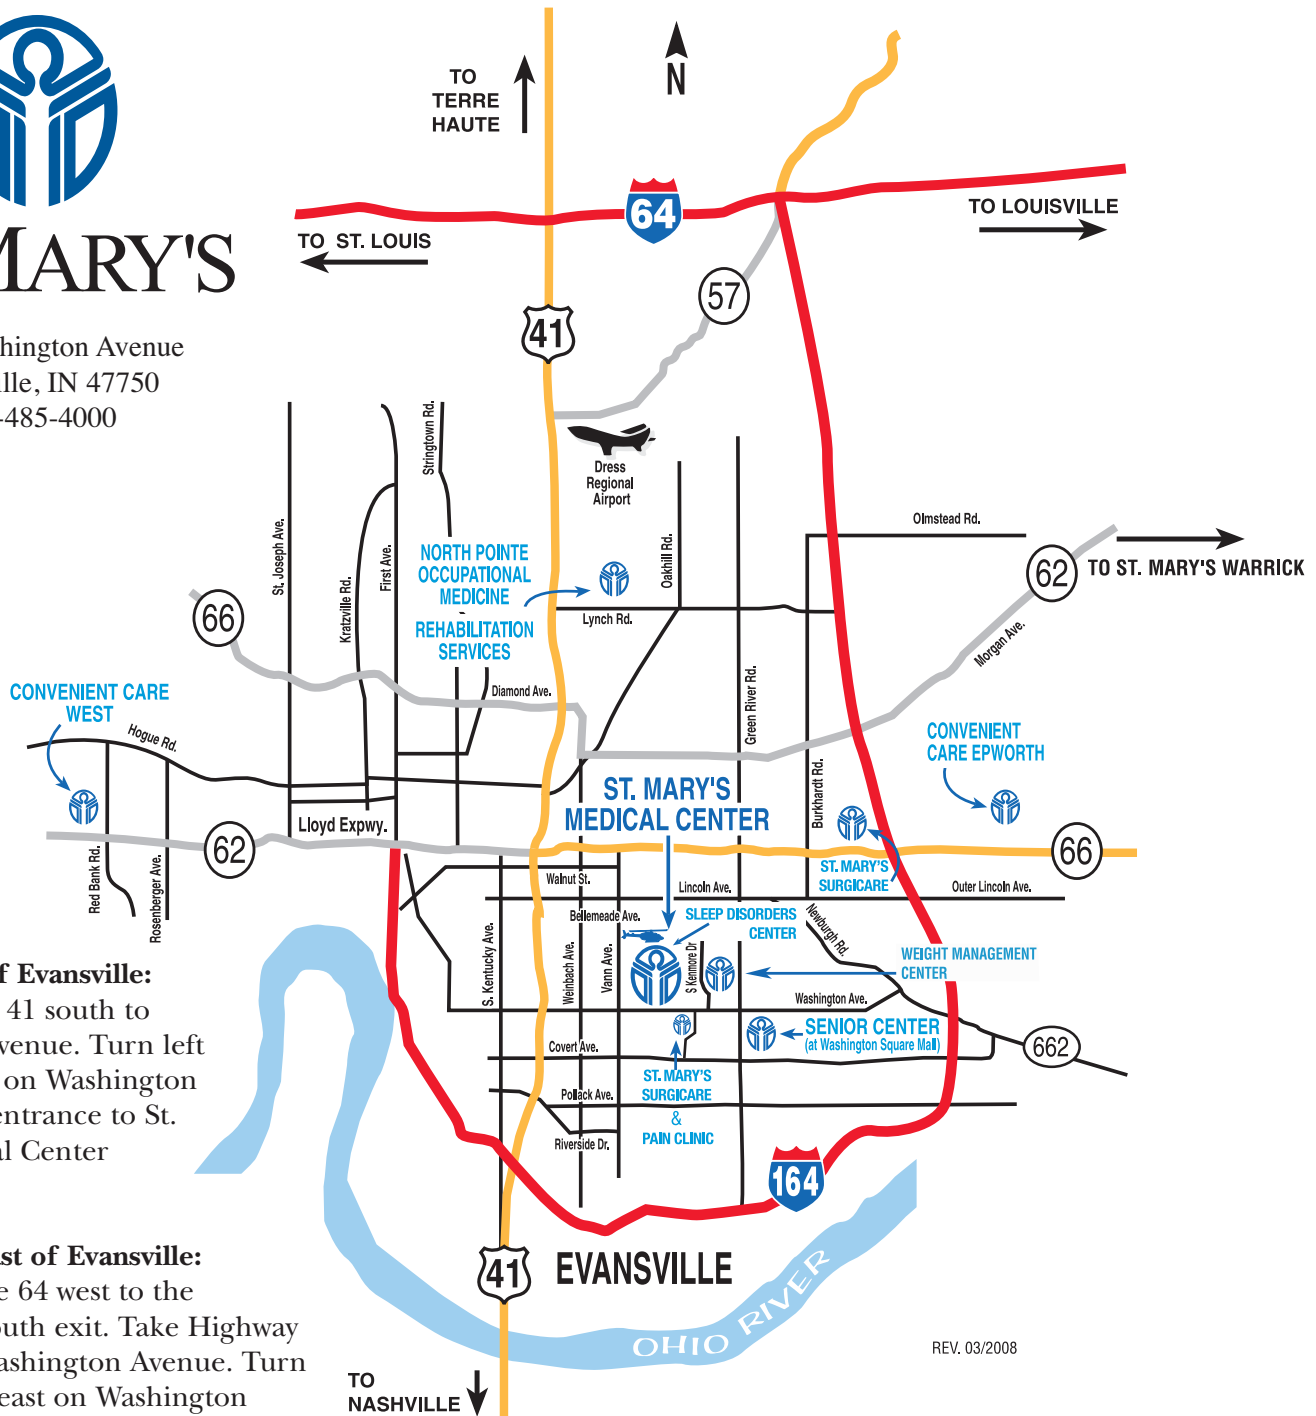 MARY'S
hington Avenue
lle, IN 47750
-485-4000
N
TO
TERRE
HAUTE
64
TO ST. LOUIS
TO LOUISVILLE
57
41
Dress
Regional
Airport
Stringtown Rd.
St. Joseph Ave.
Kratzville Rd.
First Ave.
Oakhill Rd.
Olmstead Rd.
62
TO ST. MARY'S WARRICK
NORTH POINTE
OCCUPATIONAL
MEDICINE
REHABILITATION
SERVICES
Lynch Rd.
66
Morgan Ave.
Green River Rd.
Diamond Ave.
CONVENIENT CARE
WEST
Hogue Rd.
CONVENIENT
CARE EPWORTH
ST. MARY'S
MEDICAL CENTER
Burkhardt Rd.
Lloyd Expwy.
62
66
Red Bank Rd.
Rosenberger Ave.
ST. MARY'S
SURGICARE
Walnut St.
Lincoln Ave.
Outer Lincoln Ave.
Bellemeade Ave.
SLEEP DISORDERS
CENTER
Newburgh Rd.
S. Kentucky Ave.
Weinbach Ave.
Vann Ave.
S Kenmore Dr
WEIGHT MANAGEMENT
CENTER
Washington Ave.
SENIOR CENTER
(at Washington Square Mall)
662
Covert Ave.
ST. MARY'S
SURGICARE
&
PAIN CLINIC
Pollack Ave.
Riverside Dr.
164
f Evansville:
41 south to
venue. Turn left
on Washington
entrance to St.
al Center
st of Evansville:
e 64 west to the
outh exit. Take Highway
ashington Avenue. Turn
east on Washington
41
EVANSVILLE
OHIO RIVER
REV. 03/2008
TO
NASHVILLE